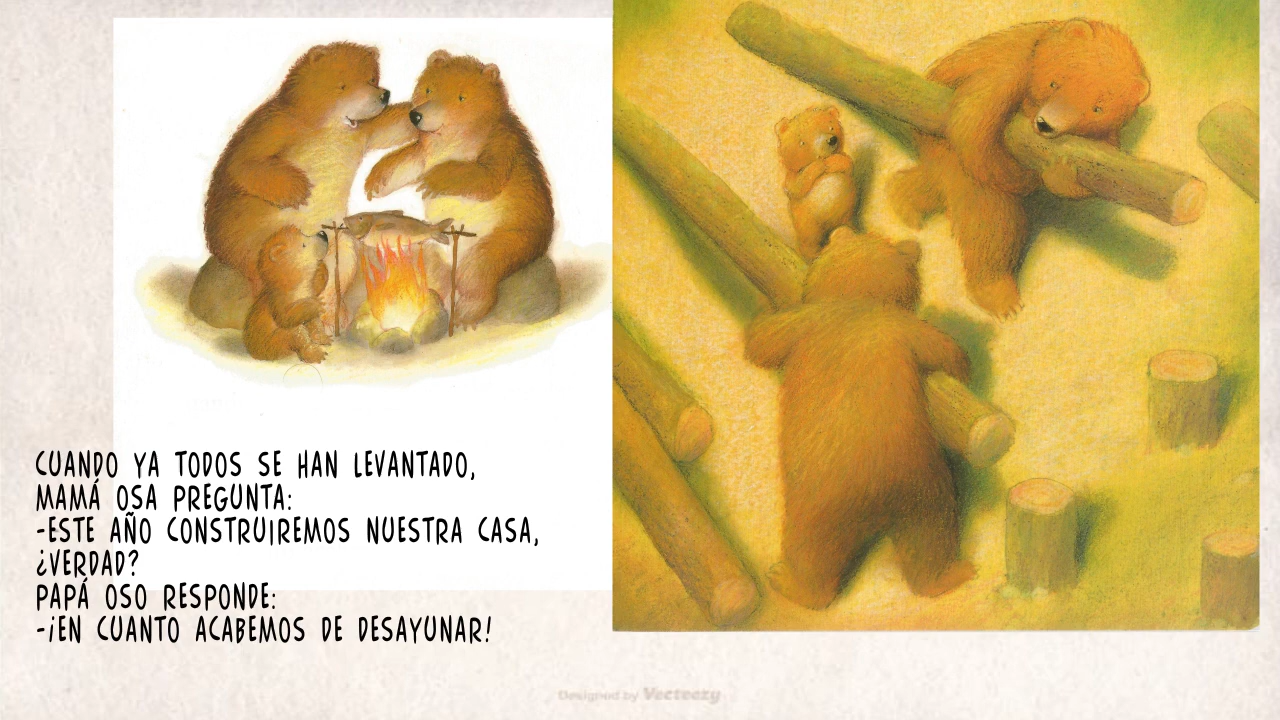 CUANDO YA TODOS SE HAN LEVANTADO,
MAMÁ OSA PREGUNTA:
-ESTE AÑO CONSTRUIREMOS NUESTRA CASA,
¿VERDAD?
PAPÁ OSO RESPONDE:
-¡EN CUANTO ACABEMOS DE DESAYUNAR!
Designed by Vecteezy